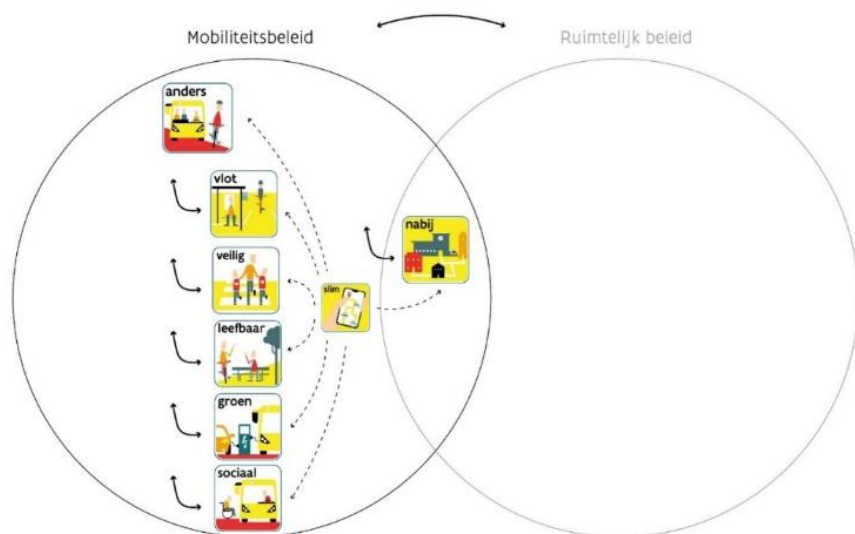 Mobiliteitsbeleid
Ruimtelijk beleid
anders
vlot
nabij
veilig
slim
leefbaar
groen
sociaal